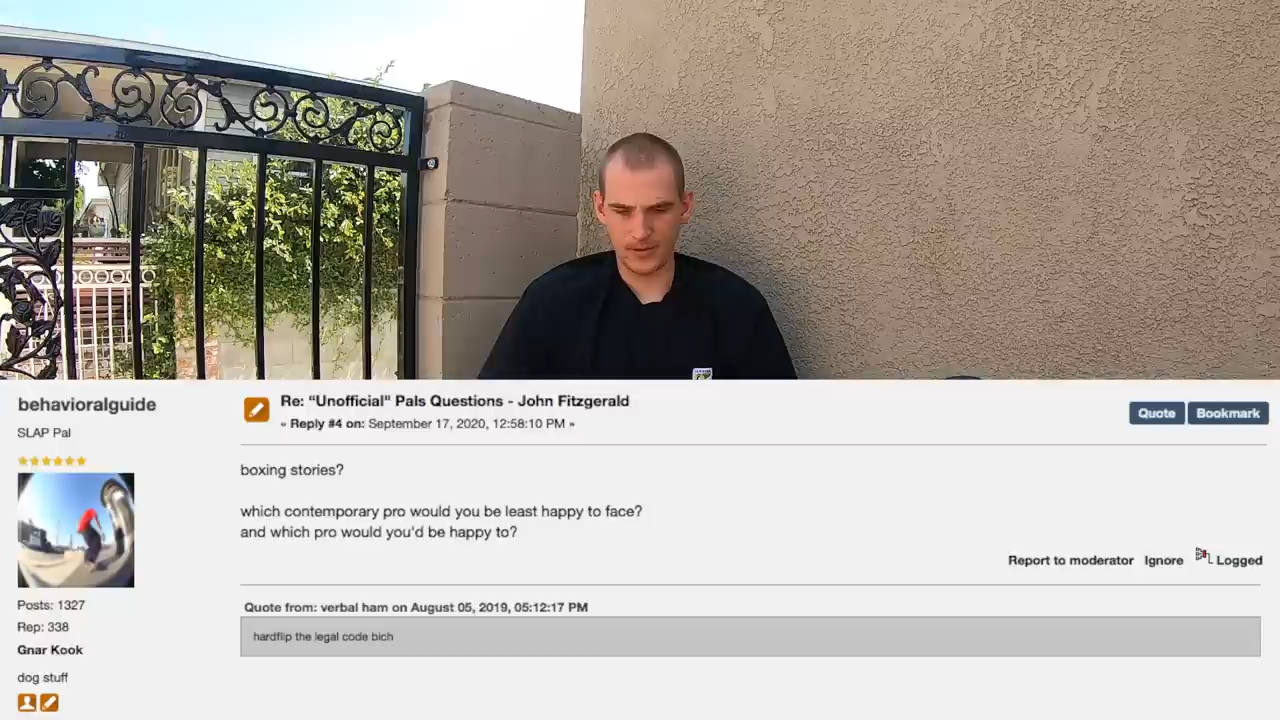 behavioralguide
SLAP Pal
Posts: 1327
Rep: 338
Gnar Kook
dog stuff
Re: “Unofficial" Pals Questions - John Fitzgerald
« Reply #4 on: September 17, 2020, 12:58:10 PM »
Quote
Bookmark
boxing stories?
which contemporary pro would you be least happy to face?
and which pro would you'd be happy to?
Report to moderator Ignore Logged
Quote from: verbal ham on August 05, 2019, 05:12:17 PM
hardflip the legal code bich